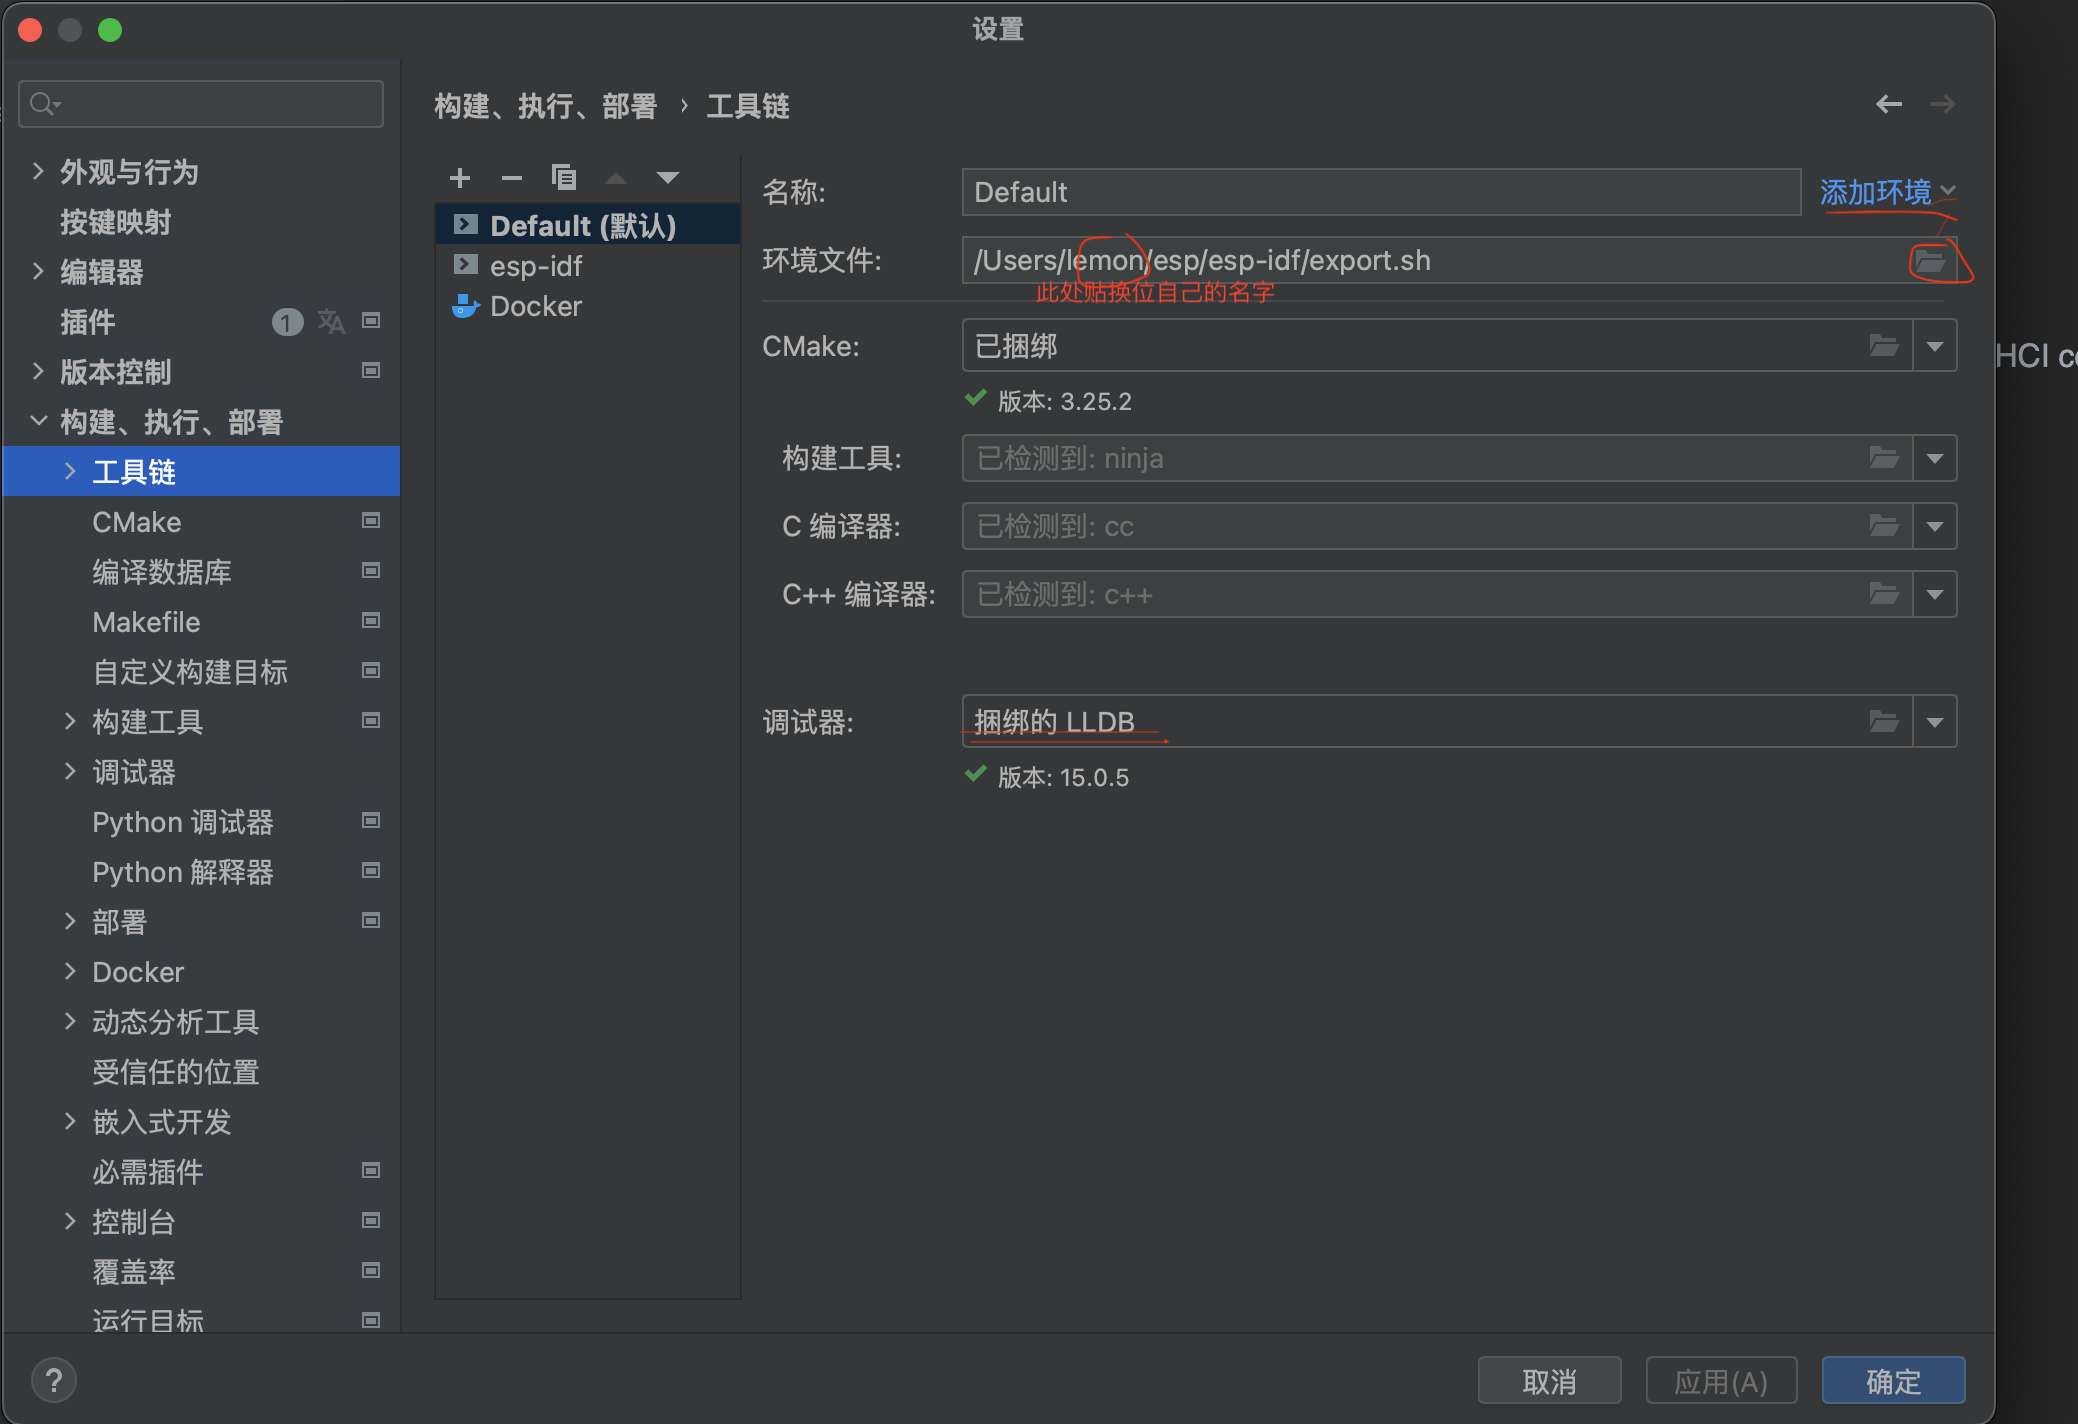 设置
构建、执行、部署 › 工具链
外观与行为
按键映射
编辑器
插件 1
版本控制
构建、执行、部署
工具链
CMake
编译数据库
Makefile
自定义构建目标
构建工具
调试器
Python 调试器
Python 解释器
部署
Docker
动态分析工具
受信任的位置
嵌入式开发
必需插件
控制台
覆盖率
运行目标
Default (默认)
esp-idf
Docker
名称: Default 添加环境
环境文件: /Users/lemon/esp/esp-idf/export.sh
此处贴换位自己的名字
CMake: 已捆绑
版本: 3.25.2
构建工具: 已检测到: ninja
C 编译器: 已检测到: cc
C++ 编译器: 已检测到: c++
调试器: 捆绑的 LLDB
版本: 15.0.5
HCI
?
取消 应用(A) 确定